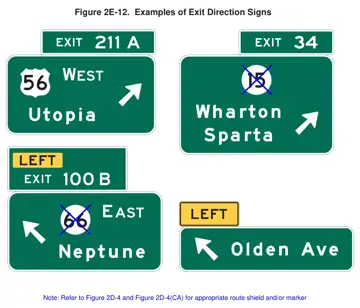 Figure 2E-12. Examples of Exit Direction Signs
EXIT 211 A
56 WEST
Utopia
EXIT 34
15
Wharton
Sparta
LEFT
EXIT 100 B
66 EAST
Neptune
LEFT
Olden Ave
Note: Refer to Figure 2D-4 and Figure 2D-4(CA) for appropriate route shield and/or marker